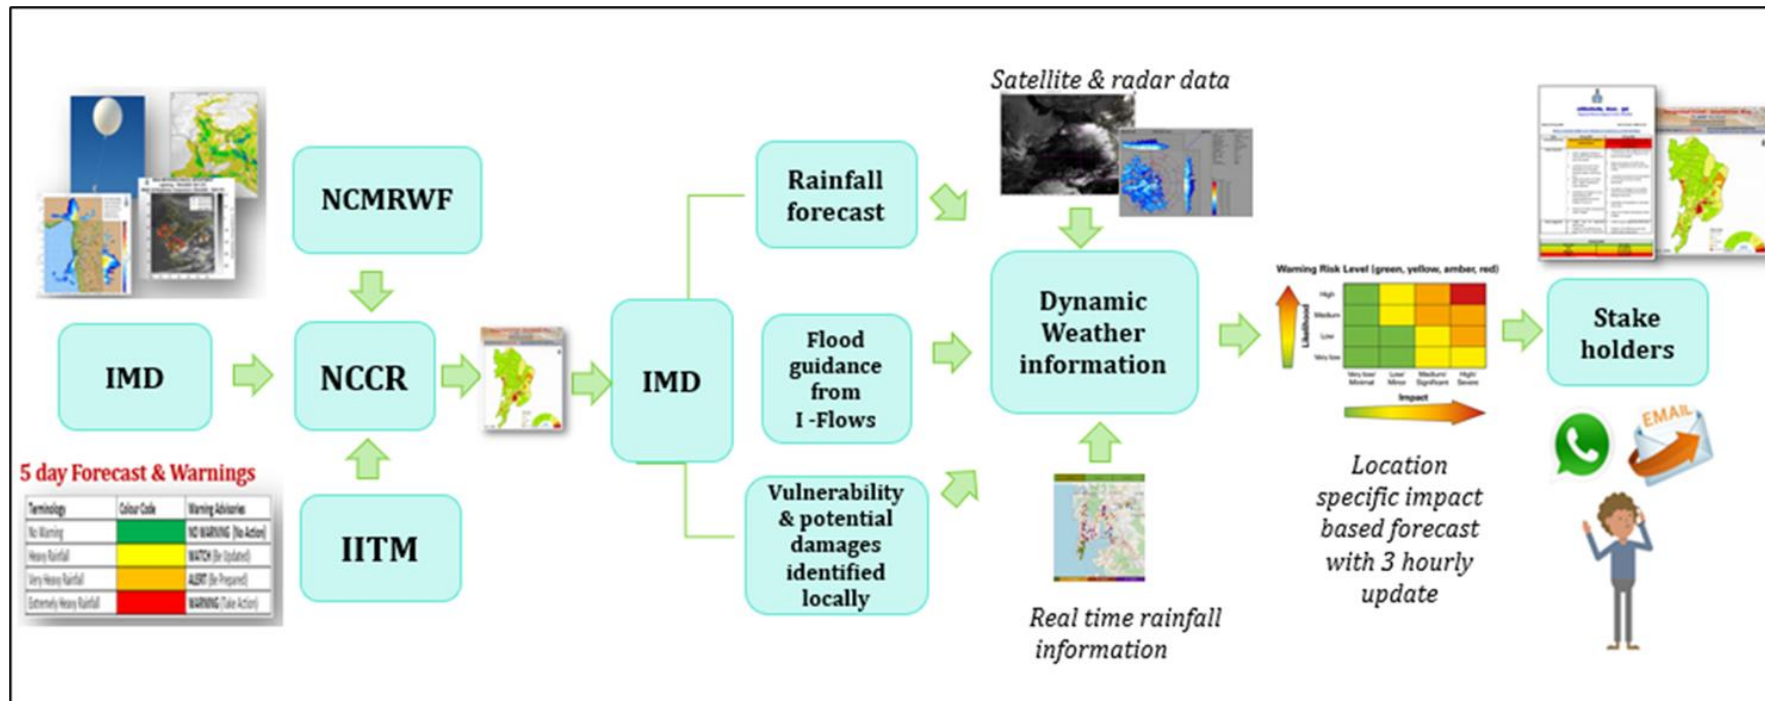 NCMRWF
IMD
NCCR
IITM
5 day Forecast & Warnings
Terminology Colour Code Warning Advisories
No Warning NO WARNING (No Action)
Heavy Rainfall WATCH (Be Updated)
Very Heavy Rainfall ALERT (Be Prepared)
Extremely Heavy Rainfall WARNING (Take Action)
IMD
Rainfall
forecast
Flood
guidance
from
I -Flows
Vulnerability
& potential
damages
identified
locally
Satellite & radar data
Dynamic
Weather
information
Real time rainfall
information
Warning Risk Level (green, yellow, amber, red)
Likelihood
High
Medium
Low
Very low
Very low/
Minimal
Low/
Minor
Medium/
Significant
High/
Severe
Impact
Location
specific impact
based forecast
with 3 hourly
update
Stake
holders
EMAIL